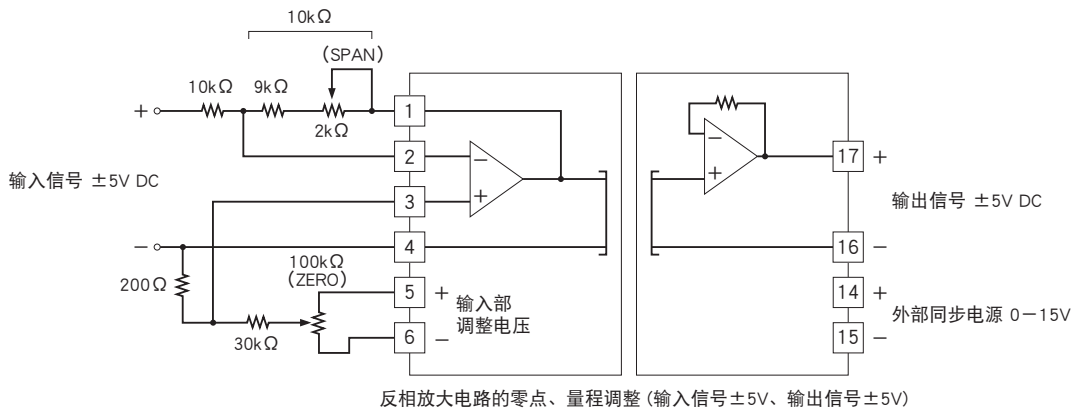 10kΩ
(SPAN)
10kΩ
9kΩ
2kΩ
+
1
2
−
3
+
输入信号 ±5V DC
−
4
200Ω
100kΩ
(ZERO)
5
+
输入部
调整电压
6
−
30kΩ
−
+
17
+
输出信号 ±5V DC
16
−
14
+
外部同步电源 0−15V
15
−
反相放大电路的零点、量程调整 (输入信号±5V、输出信号±5V)